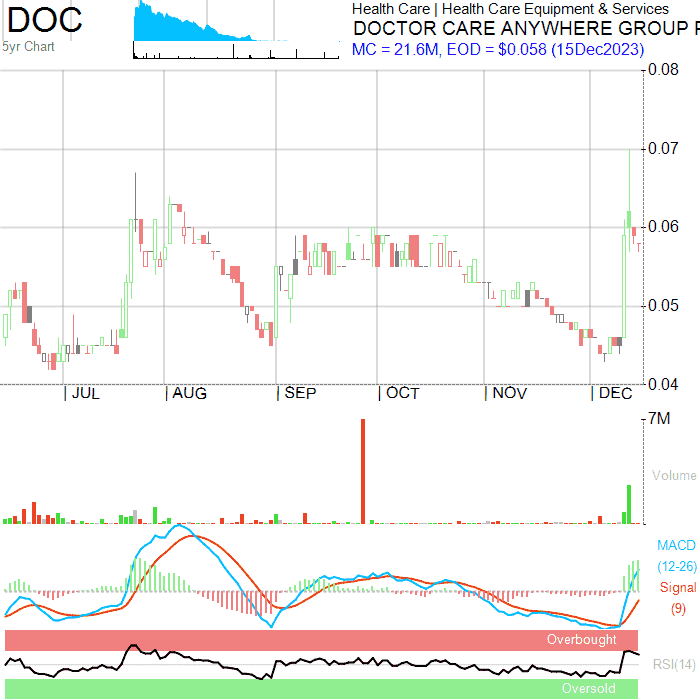 DOC
5yr Chart
Health Care | Health Care Equipment & Services
DOCTOR CARE ANYWHERE GROUP P
MC = 21.6M, EOD = $0.058 (15Dec2023)
0.08
0.07
0.06
0.05
0.04
| JUL | AUG | SEP | OCT | NOV | DEC
7M
Volume
MACD
(12-26)
Signal
(9)
Overbought
RSI(14)
Oversold